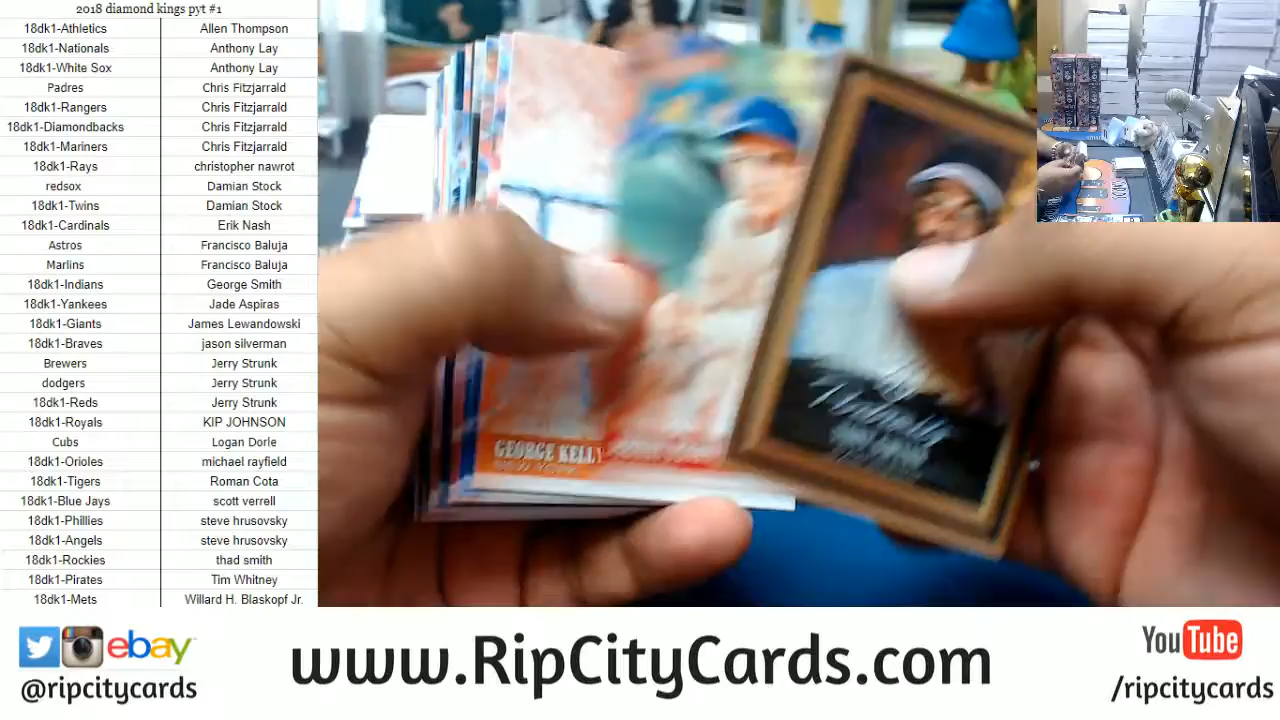 2018 diamond kings pyt #1
18dk1-Athletics Allen Thompson
18dk1-Nationals Anthony Lay
18dk1-White Sox Anthony Lay
Padres Chris Fitzjarrald
18dk1-Rangers Chris Fitzjarrald
18dk1-Diamondbacks Chris Fitzjarrald
18dk1-Mariners Chris Fitzjarrald
18dk1-Rays christopher nawrot
redsox Damian Stock
18dk1-Twins Damian Stock
18dk1-Cardinals Erik Nash
Astros Francisco Baluja
Marlins Francisco Baluja
18dk1-Indians George Smith
18dk1-Yankees Jade Aspiras
18dk1-Giants James Lewandowski
18dk1-Braves jason silverman
Brewers Jerry Strunk
dodgers Jerry Strunk
18dk1-Reds Jerry Strunk
18dk1-Royals KIP JOHNSON
Cubs Logan Dorle
18dk1-Orioles michael rayfield
18dk1-Tigers Roman Cota
18dk1-Blue Jays scott verrell
18dk1-Phillies steve hrusovsky
18dk1-Angels steve hrusovsky
18dk1-Rockies thad smith
18dk1-Pirates Tim Whitney
18dk1-Mets Willard H. Blaskopf Jr.
GEORGE KELLY
NEW YORK
ebay
@ripcitycards
www.RipCityCards.com
YouTube
/ripcitycards